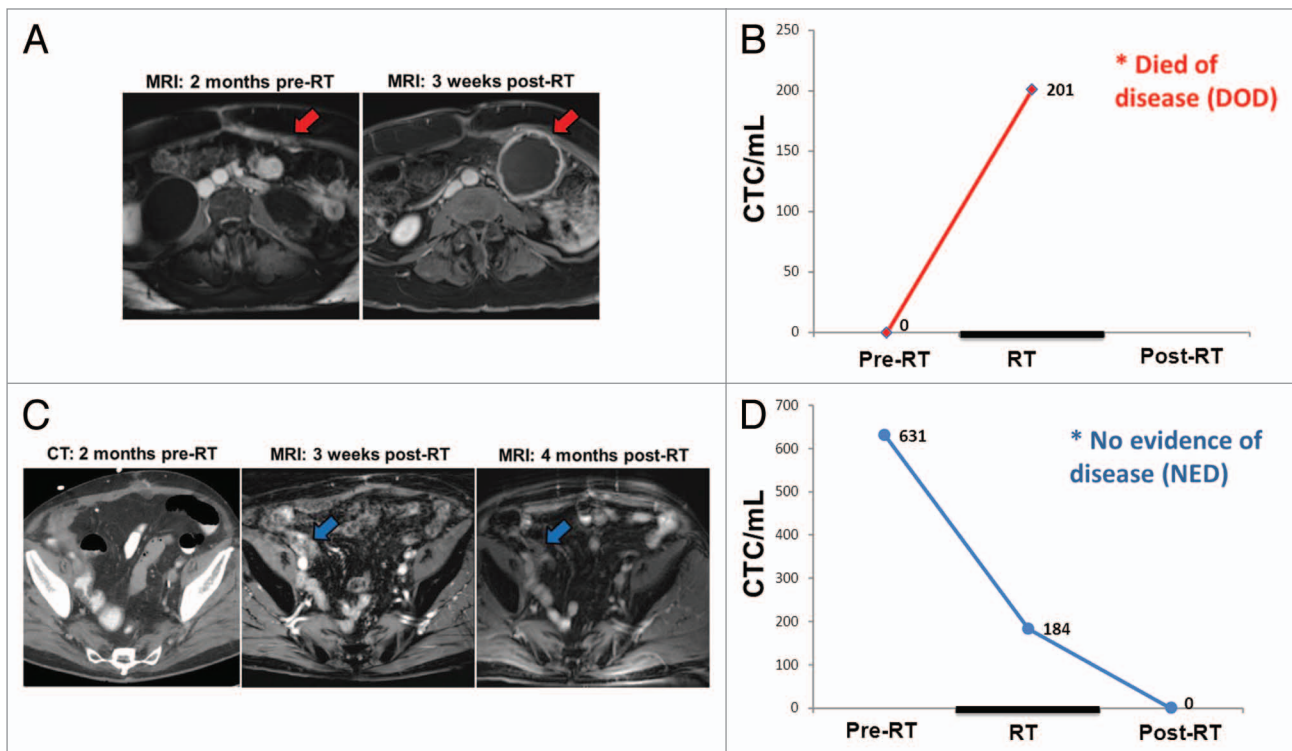 A
MRI: 2 months pre-RT
MRI: 3 weeks post-RT
B
CTC/mL
250
200
150
100
50
0
201
0
* Died of
disease (DOD)
Pre-RT
RT
Post-RT
C
CT: 2 months pre-RT
MRI: 3 weeks post-RT
MRI: 4 months post-RT
D
CTC/mL
700
600
500
400
300
200
100
0
631
184
0
* No evidence of
disease (NED)
Pre-RT
RT
Post-RT